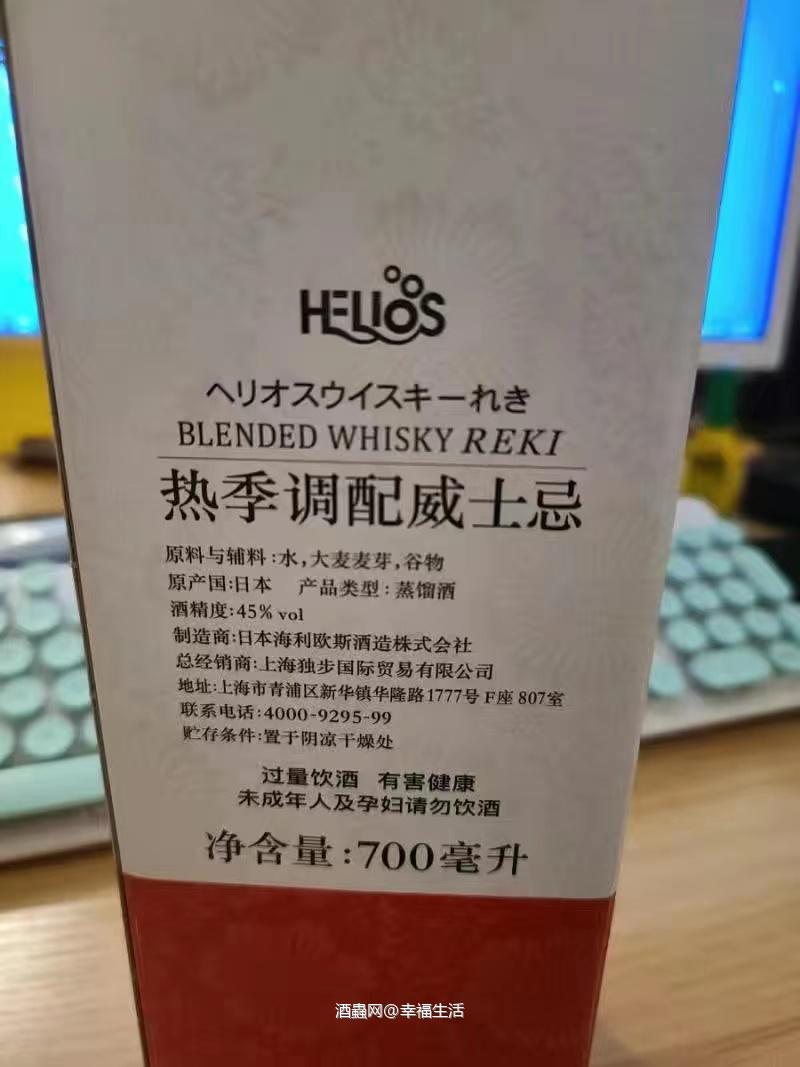 HELIOS
ヘリオスウイスキーれき
BLENDED WHISKY REKI
热季调配威士忌
原料与辅料:水,大麦麦芽,谷物
原产国:日本 产品类型:蒸馏酒
酒精度:45% vol
制造商:日本海利欧斯酒造株式会社
总经销商:上海独步国际贸易有限公司
地址:上海市青浦区新华镇华隆路1777号 F座 807室
联系电话:4000-9295-99
贮存条件:置于阴凉干燥处
过量饮酒 有害健康
未成年人及孕妇请勿饮酒
净含量:700毫升
酒蟲网@幸福生活